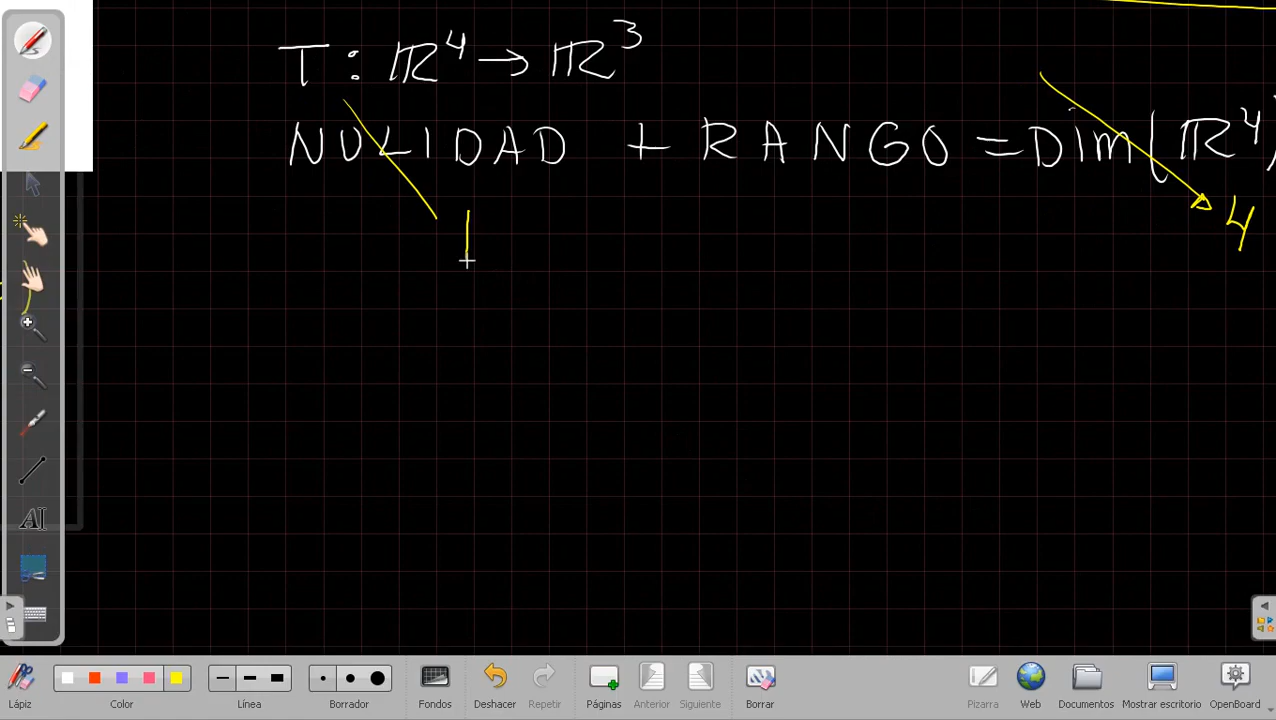 T : ℝ⁴ → ℝ³
NULIDAD + RANGO = Dim(ℝ⁴)
1
4
AI
Lápiz
Color
Línea
Borrador
Fondos
Deshacer
Repetir
Páginas
Anterior
Siguiente
Borrar
Pizarra
Web
Documentos
Mostrar escritorio
OpenBoard